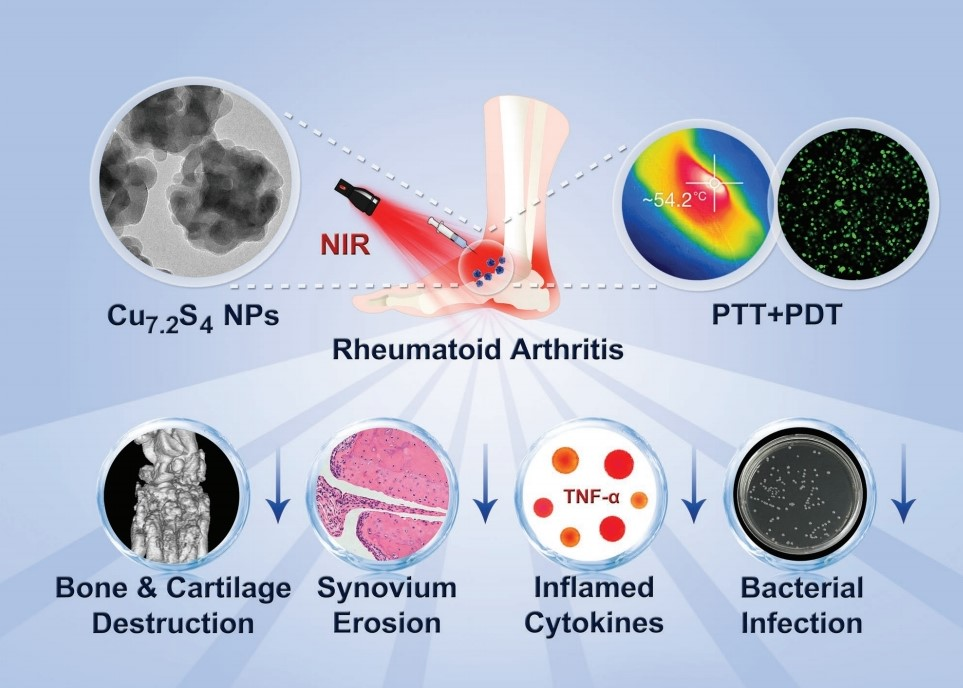 ~54.2°C
NIR
Cu7.2S4 NPs
PTT+PDT
Rheumatoid Arthritis
TNF-α
Bone & Cartilage
Destruction
Synovium
Erosion
Inflamed
Cytokines
Bacterial
Infection